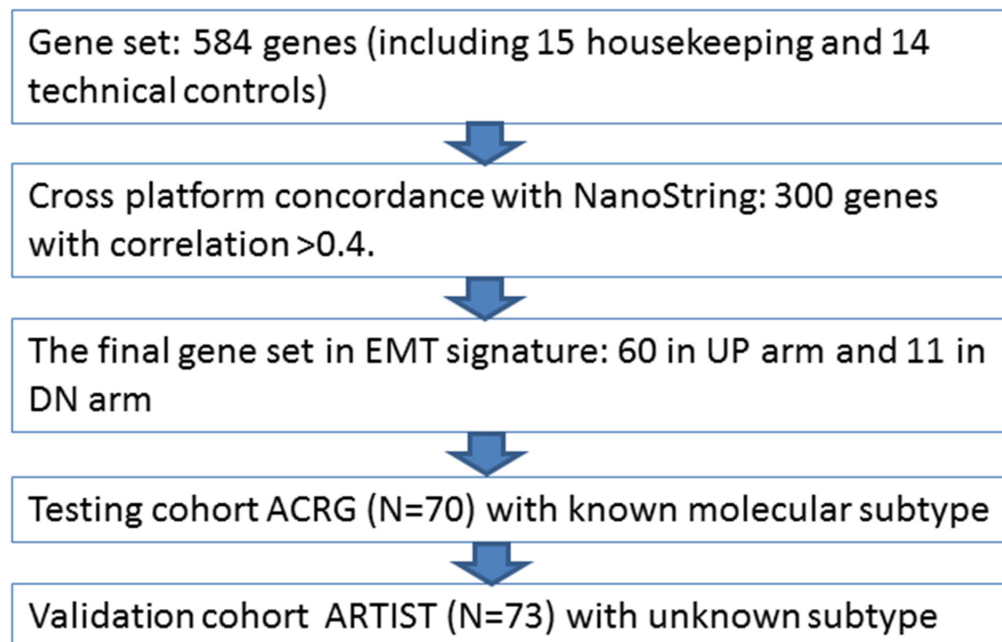 Gene set: 584 genes (including 15 housekeeping and 14
technical controls)
Cross platform concordance with NanoString: 300 genes
with correlation >0.4.
The final gene set in EMT signature: 60 in UP arm and 11 in
DN arm
Testing cohort ACRG (N=70) with known molecular subtype
Validation cohort ARTIST (N=73) with unknown subtype